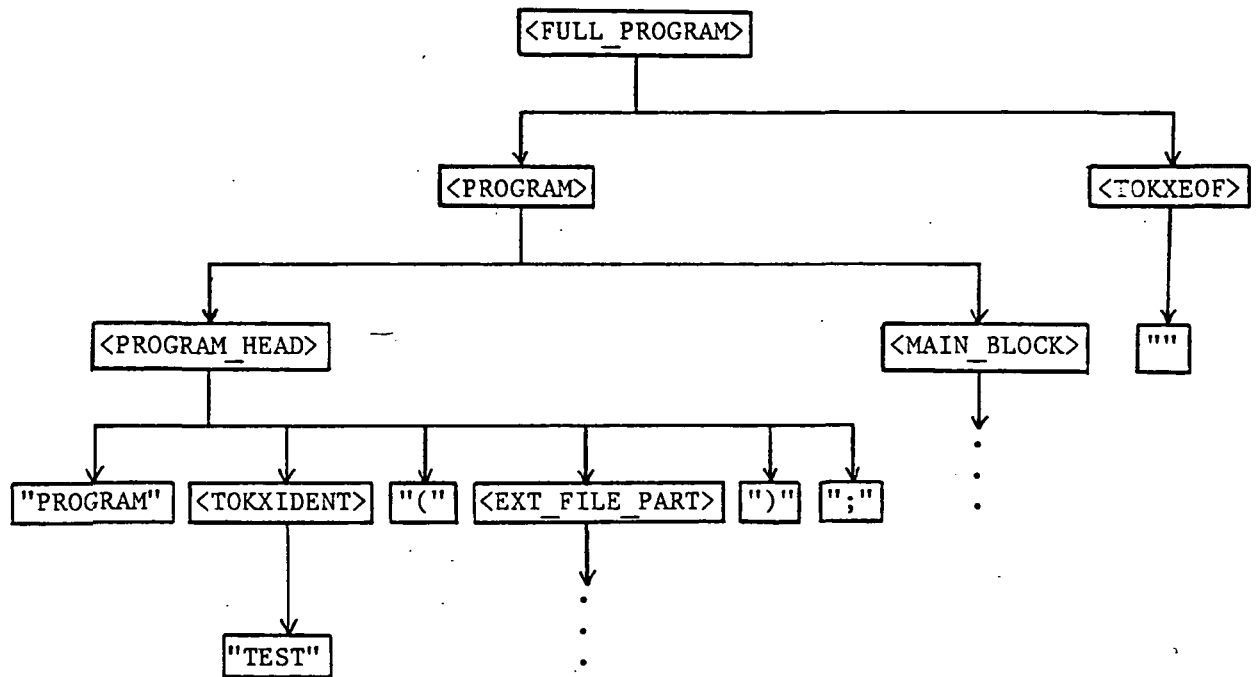 <FULL_PROGRAM>
<PROGRAM>
<TOKXEOF>
<PROGRAM_HEAD>
<MAIN_BLOCK>
""
"PROGRAM"
<TOKXIDENT>
"("
<EXT_FILE_PART>
")"
";"
"TEST"